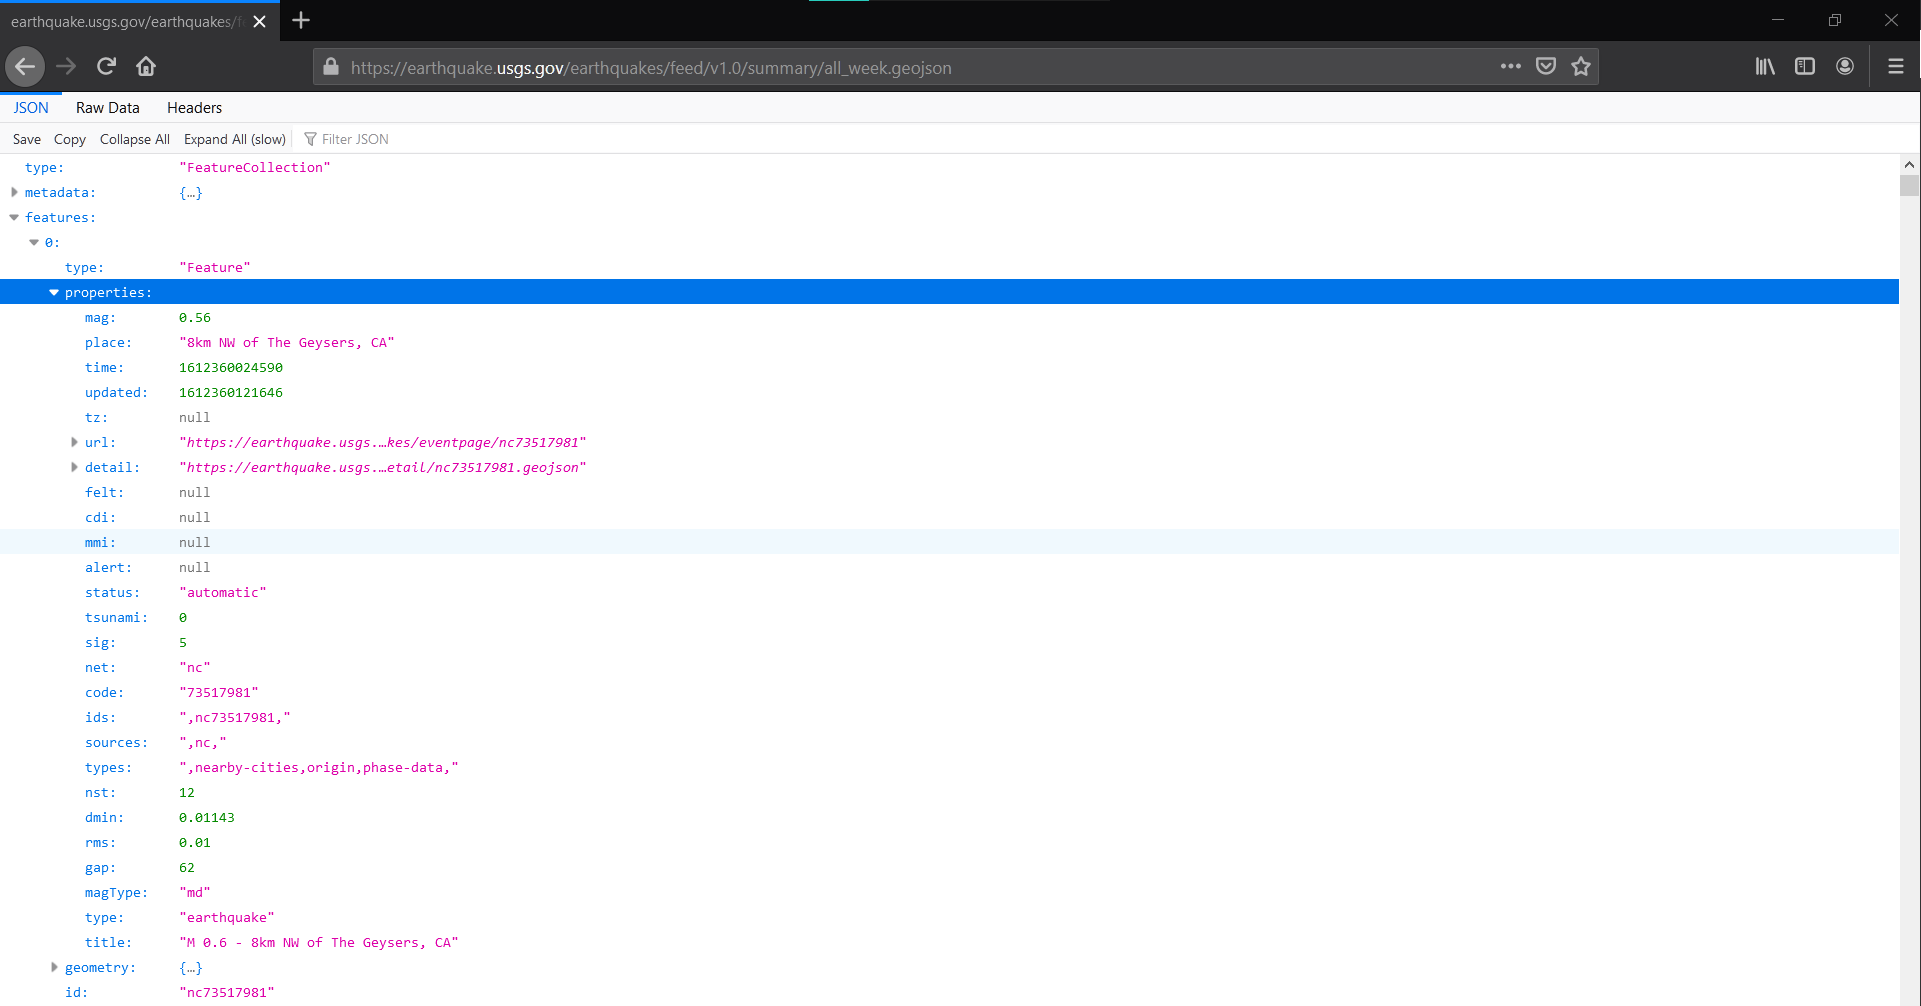 earthquake.usgs.gov/earthquakes/f
https://earthquake.usgs.gov/earthquakes/feed/v1.0/summary/all_week.geojson
JSON Raw Data Headers
Save Copy Collapse All Expand All (slow) Filter JSON
type: "FeatureCollection"
metadata: {…}
features:
0:
type: "Feature"
properties:
mag: 0.56
place: "8km NW of The Geysers, CA"
time: 1612360024590
updated: 1612360121646
tz: null
url: "https://earthquake.usgs.…kes/eventpage/nc73517981"
detail: "https://earthquake.usgs.…etail/nc73517981.geojson"
felt: null
cdi: null
mmi: null
alert: null
status: "automatic"
tsunami: 0
sig: 5
net: "nc"
code: "73517981"
ids: ",nc73517981,"
sources: ",nc,"
types: ",nearby-cities,origin,phase-data,"
nst: 12
dmin: 0.01143
rms: 0.01
gap: 62
magType: "md"
type: "earthquake"
title: "M 0.6 - 8km NW of The Geysers, CA"
geometry: {…}
id: "nc73517981"